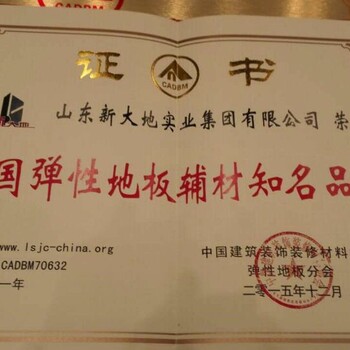 CADBM
证 书
CADBM
山东新大地实业集团有限公司 荣
国弹性地板辅材知名品
www.lsjc-china.org
CADBM70632
一年
中国建筑装饰装修材料
弹性地板分会
二零一五年十二月